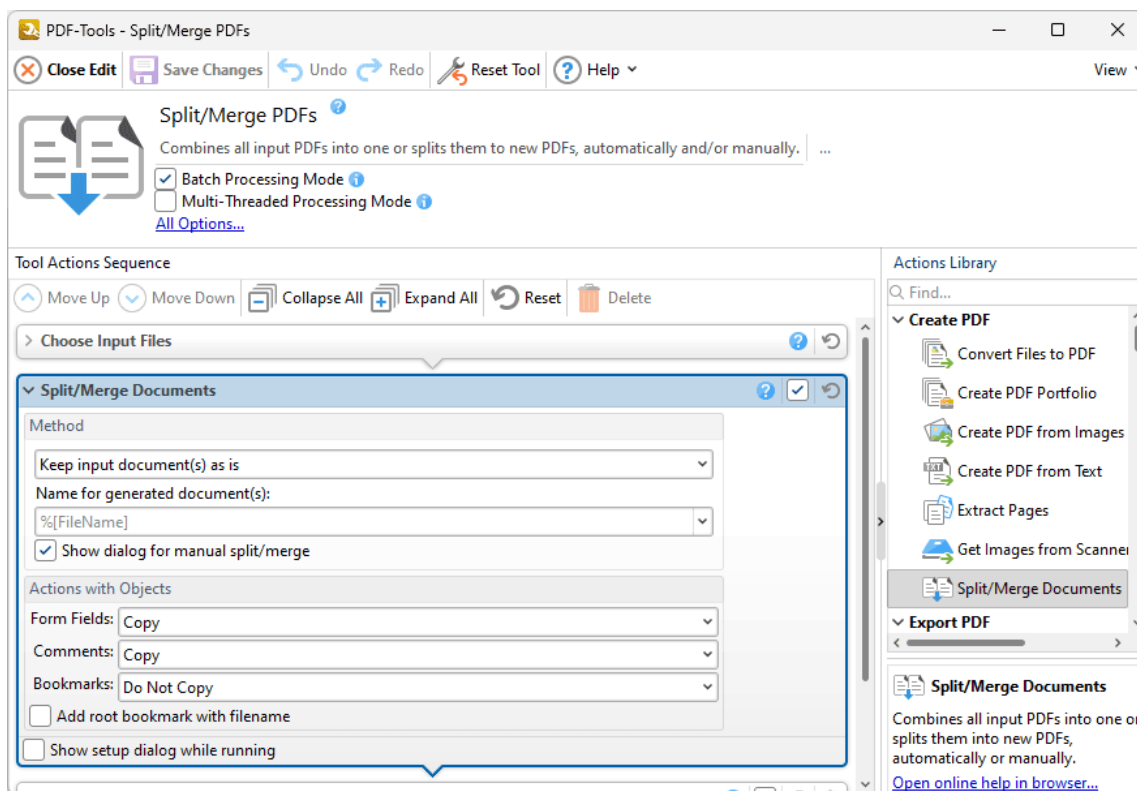 PDF-Tools - Split/Merge PDFs
Close Edit Save Changes Undo Redo Reset Tool ? Help View
Split/Merge PDFs ?
Combines all input PDFs into one or splits them to new PDFs, automatically and/or manually. ...
Batch Processing Mode i
Multi-Threaded Processing Mode i
All Options...
Tool Actions Sequence
Move Up Move Down Collapse All Expand All Reset Delete
Choose Input Files ?
Split/Merge Documents ?
Method
Keep input document(s) as is
Name for generated document(s):
%[FileName]
Show dialog for manual split/merge
Actions with Objects
Form Fields: Copy
Comments: Copy
Bookmarks: Do Not Copy
Add root bookmark with filename
Show setup dialog while running
Actions Library
Find...
Create PDF
Convert Files to PDF
Create PDF Portfolio
Create PDF from Images
TXT Create PDF from Text
Extract Pages
Get Images from Scanner
Split/Merge Documents
Export PDF
Split/Merge Documents
Combines all input PDFs into one or
splits them into new PDFs,
automatically or manually.
Open online help in browser...